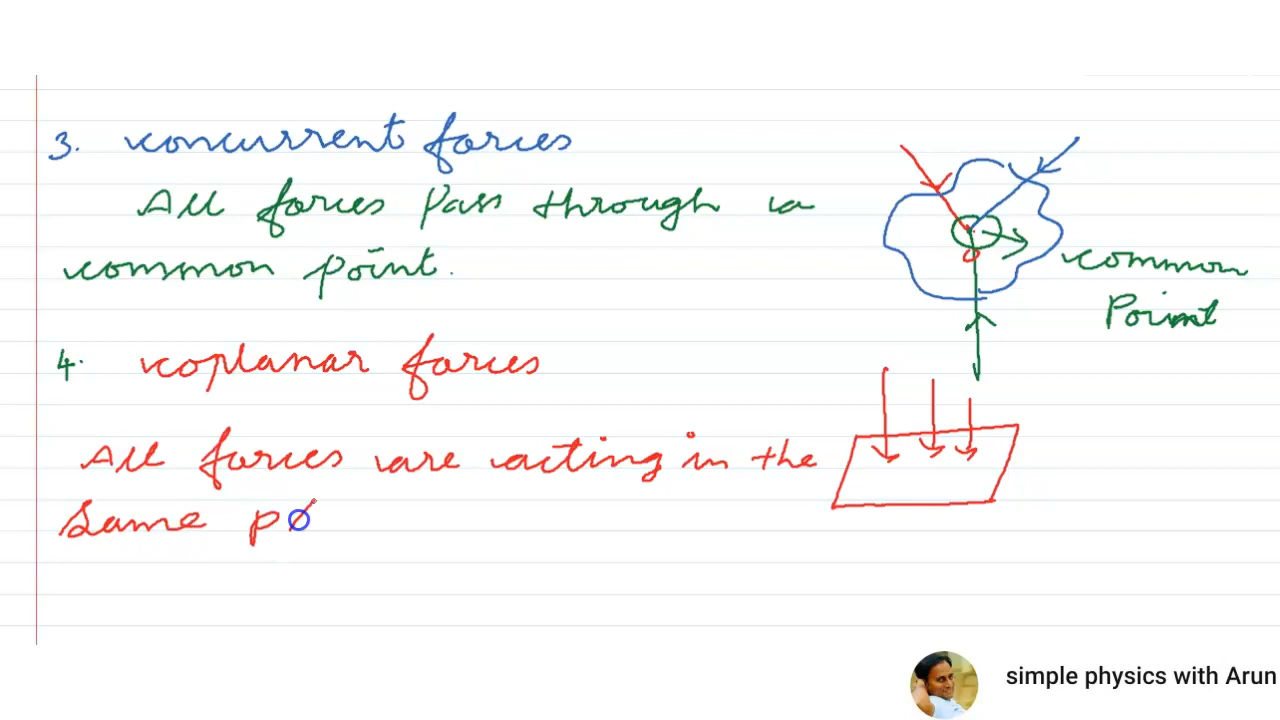 3. concurrent forces
All forces Pass through a
common point.
common
Point
O
4. coplanar forces
All forces are acting in the
same p
simple physics with Arun